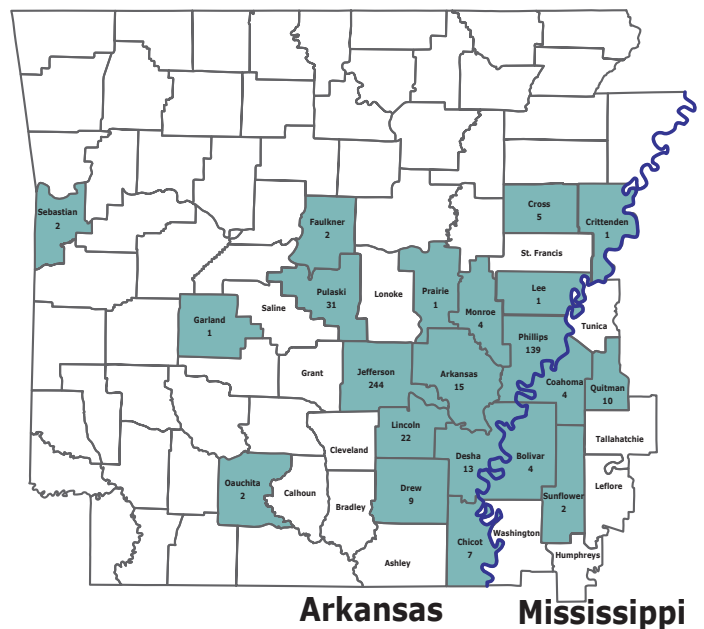 Sebastian
2
Faulkner
2
Cross
5
Crittenden
1
St. Francis
Pulaski
31
Lonoke
Prairie
1
Monroe
4
Lee
1
Saline
Garland
1
Phillips
139
Tunica
Grant
Jefferson
244
Arkansas
15
Coahoma
4
Quitman
10
Lincoln
22
Cleveland
Desha
13
Bolivar
4
Tallahatchie
Oauchita
2
Calhoun
Bradley
Drew
9
Sunflower
2
Leflore
Chicot
7
Washington
Humphreys
Ashley
Arkansas
Mississippi